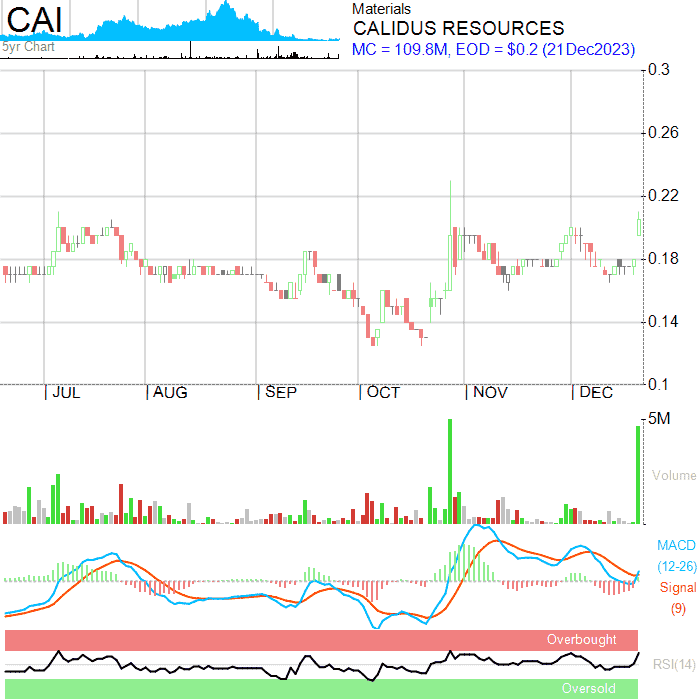 CAI
5yr Chart
Materials
CALIDUS RESOURCES
MC = 109.8M, EOD = $0.2 (21Dec2023)
0.3
0.26
0.22
0.18
0.14
0.1
JUL AUG SEP OCT NOV DEC
5M
Volume
MACD
(12-26)
Signal
(9)
Overbought
RSI(14)
Oversold